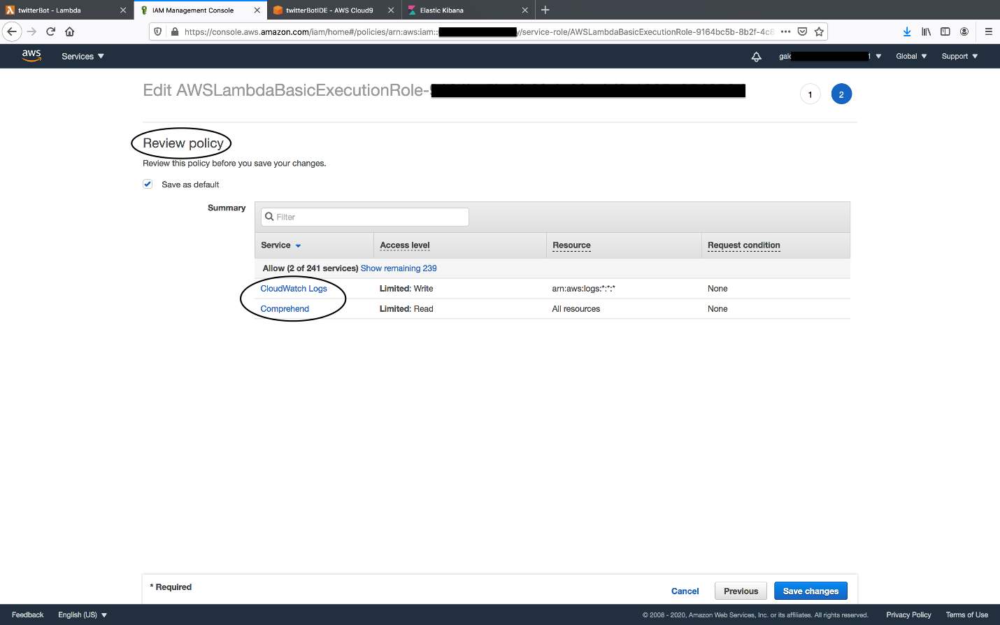 twitterBot - Lambda
IAM Management Console
twitterBotIDE - AWS Cloud9
Elastic Kibana
https://console.aws.amazon.com/iam/home#/policies/arn:aws:iam:: /service-role/AWSLambdaBasicExecutionRole-9164bc5b-8b2f-4c8
aws
Services
Global
Support
Edit AWSLambdaBasicExecutionRole-
1
2
Review policy
Review this policy before you save your changes.
Save as default
Summary
Filter
Service Access level Resource Request condition
Allow (2 of 241 services) Show remaining 239
CloudWatch Logs Limited: Write arn:aws:logs:*:*:* None
Comprehend Limited: Read All resources None
* Required
Cancel
Previous
Save changes
Feedback
English (US)
© 2008 - 2020, Amazon Web Services, Inc. or its affiliates. All rights reserved.
Privacy Policy
Terms of Use